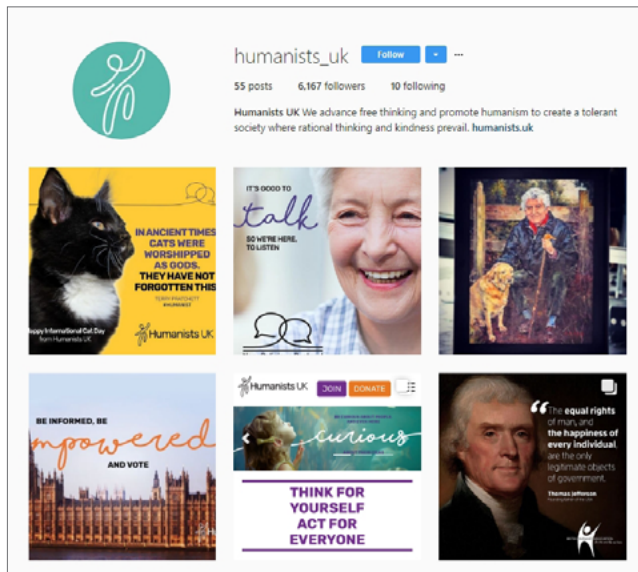 humanists_uk Follow
55 posts 6,167 followers 10 following
Humanists UK We advance free thinking and promote humanism to create a tolerant
society where rational thinking and kindness prevail. humanists.uk
IN ANCIENT TIMES
CATS WERE
WORSHIPPED
AS GODS.
THEY HAVE NOT
FORGOTTEN THIS
TERRY PRATCHETT
#HUMANIST
appy International Cat Day
from Humanists UK
Humanists UK
IT'S GOOD TO
talk
SO WE'RE HERE,
TO LISTEN
BE INFORMED, BE
mpowered
AND VOTE
Humanists UK JOIN DONATE
curious
THINK FOR
YOURSELF
ACT FOR
EVERYONE
“The equal rights
of man, and
the happiness of
every individual,
are the only
legitimate objects
of government.
Thomas Jefferson